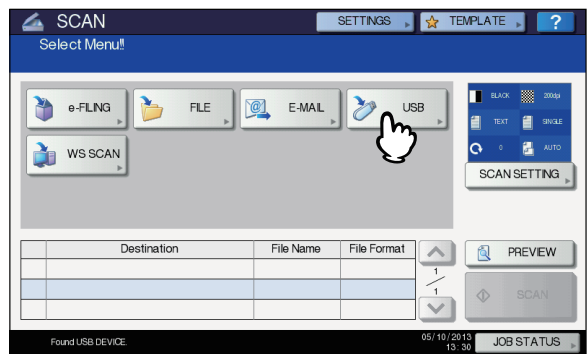 SCAN
SETTINGS
TEMPLATE
?
Select Menu!!
e-FILING
FILE
E-MAIL
USB
WS SCAN
BLACK
200dpi
TEXT
SINGLE
0
AUTO
SCAN SETTING
Destination
File Name
File Format
1
1
PREVIEW
SCAN
Found USB DEVICE.
05/10/2013
13:30
JOB STATUS